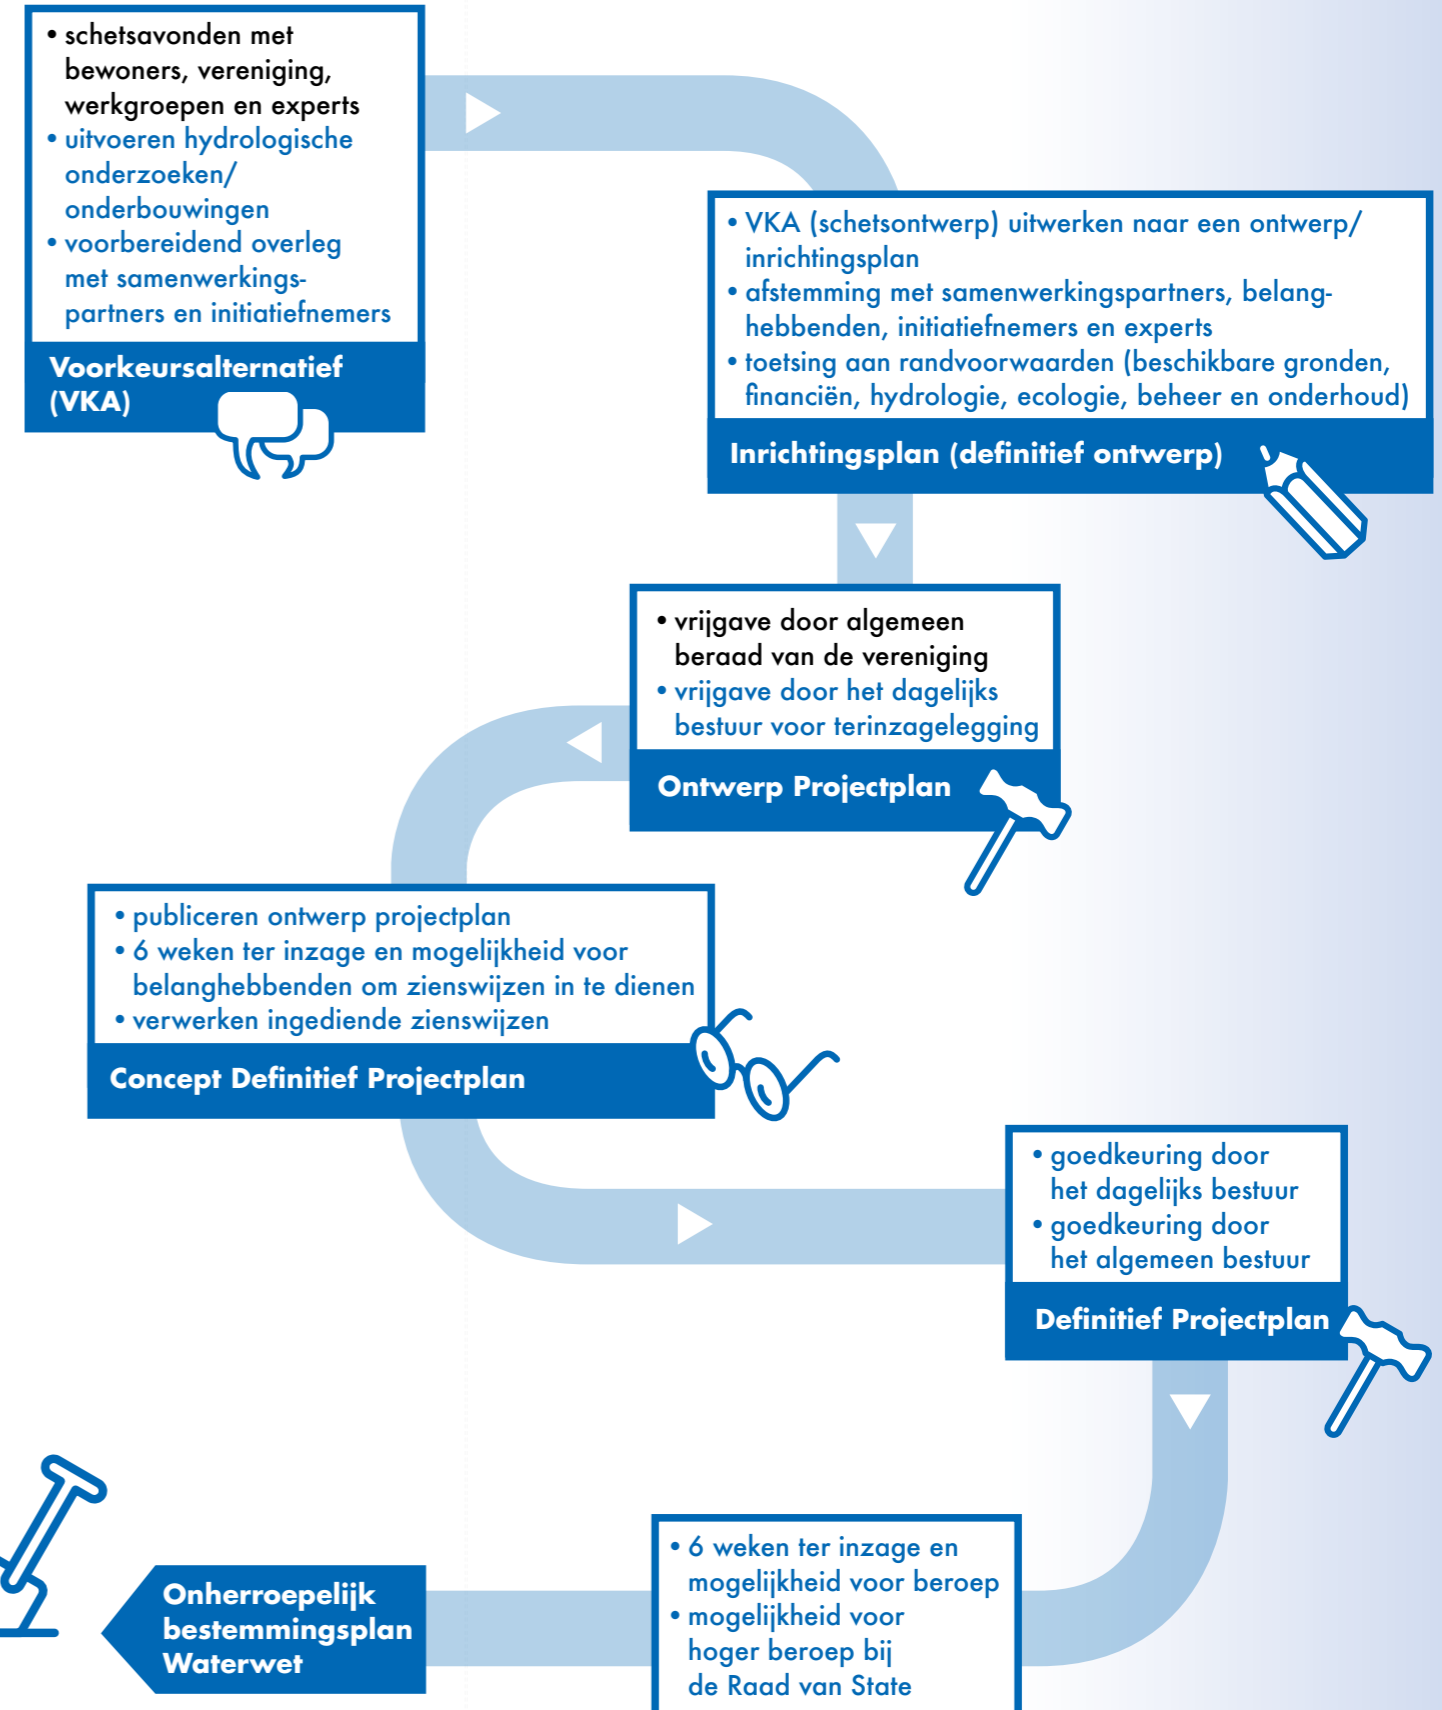 • schetsavonden met
bewoners, vereniging,
werkgroepen en experts
• uitvoeren hydrologische
onderzoeken/
onderbouwingen
• voorbereidend overleg
met samenwerkings-
partners en initiatiefnemers
Voorkeursalternatief
(VKA)
• VKA (schetsontwerp) uitwerken naar een ontwerp/
inrichtingsplan
• afstemming met samenwerkingspartners, belang-
hebbenden, initiatiefnemers en experts
• toetsing aan randvoorwaarden (beschikbare gronden,
financiën, hydrologie, ecologie, beheer en onderhoud)
Inrichtingsplan (definitief ontwerp)
• vrijgave door algemeen
beraad van de vereniging
• vrijgave door het dagelijks
bestuur voor terinzagelegging
Ontwerp Projectplan
• publiceren ontwerp projectplan
• 6 weken ter inzage en mogelijkheid voor
belanghebbenden om zienswijzen in te dienen
• verwerken ingediende zienswijzen
Concept Definitief Projectplan
• goedkeuring door
het dagelijks bestuur
• goedkeuring door
het algemeen bestuur
Definitief Projectplan
• 6 weken ter inzage en
mogelijkheid voor beroep
• mogelijkheid voor
hoger beroep bij
de Raad van State
Onherroepelijk
bestemmingsplan
Waterwet